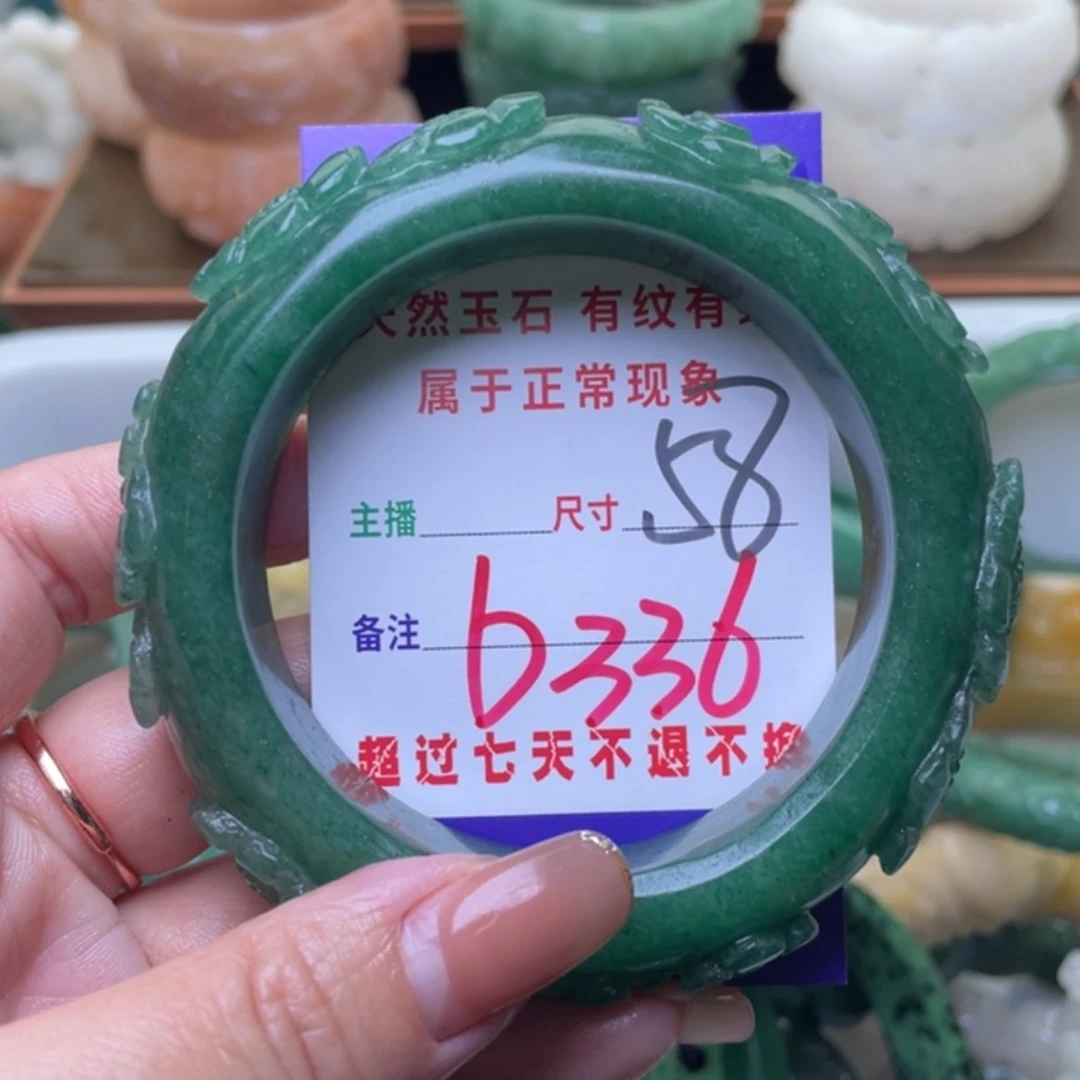 天然玉石 有纹有
属于正常现象
主播 尺寸 58
备注 b336
超过七天不退不换